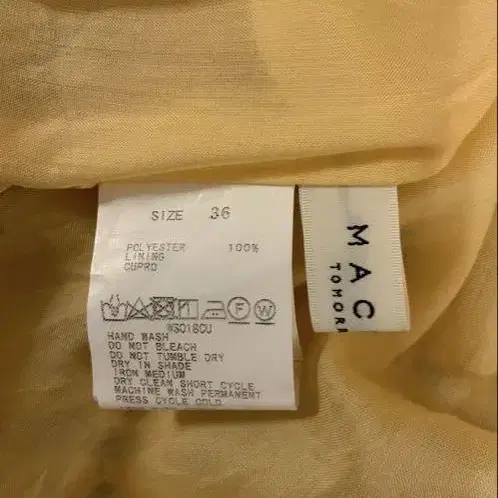 SIZE 36
POLYESTER 100%
LINING
CUPRO
F W
WS018CU
HAND WASH
DO NOT BLEACH
DO NOT TUMBLE DRY
DRY IN SHADE
IRON MEDIUM
DRY CLEAN SHORT CYCLE
MACHINE WASH PERMANENT
PRESS CYCLE COLD
MAC
TOMOR